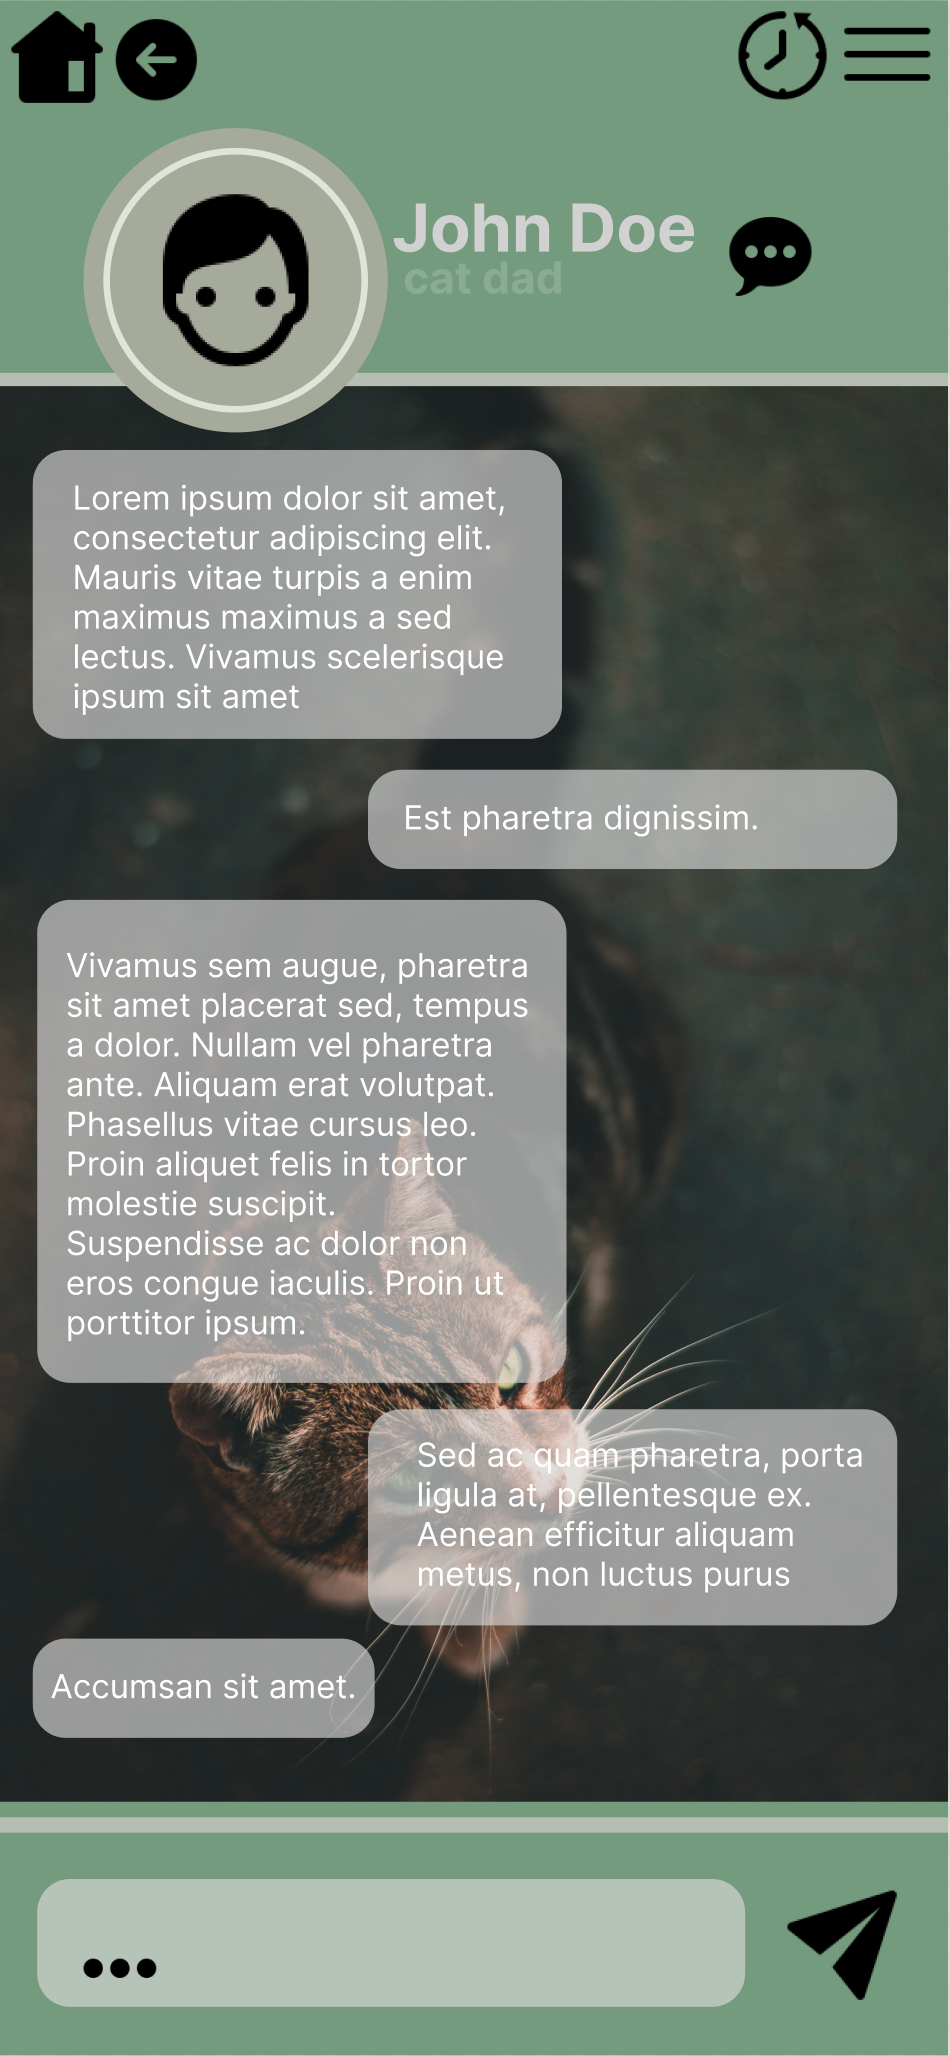 John Doe
cat dad
Lorem ipsum dolor sit amet,
consectetur adipiscing elit.
Mauris vitae turpis a enim
maximus maximus a sed
lectus. Vivamus scelerisque
ipsum sit amet
Est pharetra dignissim.
Vivamus sem augue, pharetra
sit amet placerat sed, tempus
a dolor. Nullam vel pharetra
ante. Aliquam erat volutpat.
Phasellus vitae cursus leo.
Proin aliquet felis in tortor
molestie suscipit.
Suspendisse ac dolor non
eros congue iaculis. Proin ut
porttitor ipsum.
Sed ac quam pharetra, porta
ligula at, pellentesque ex.
Aenean efficitur aliquam
metus, non luctus purus
Accumsan sit amet.